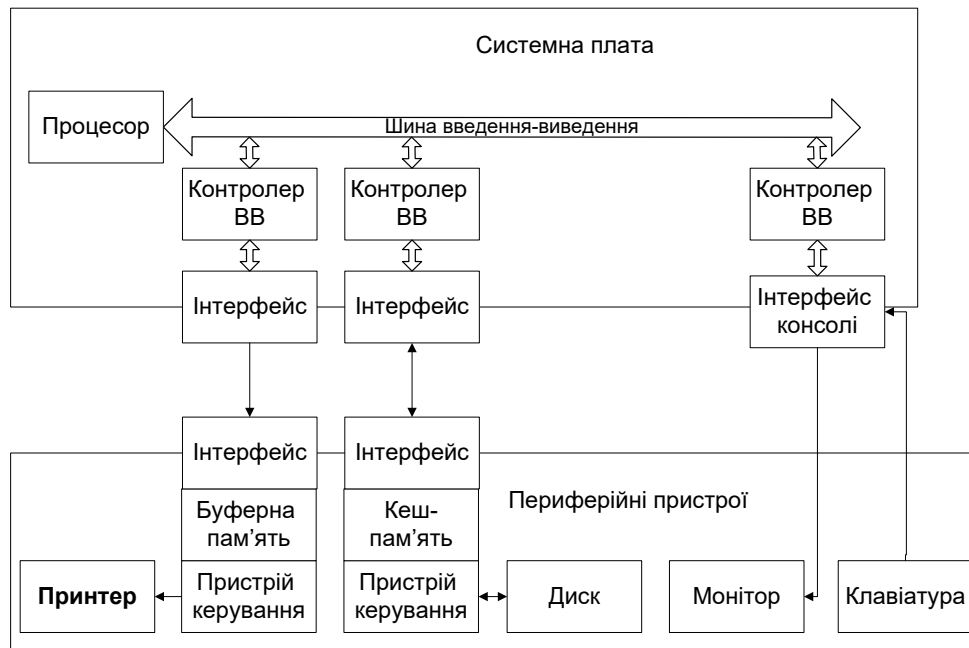 Системна плата
Процесор
Шина введення-виведення
Контролер
ВВ
Контролер
ВВ
Контролер
ВВ
Інтерфейс
Інтерфейс
Інтерфейс
консолі
Інтерфейс
Інтерфейс
Периферійні пристрої
Буферна
пам’ять
Кеш-
пам’ять
Принтер
Пристрій
керування
Пристрій
керування
Диск
Монітор
Клавіатура